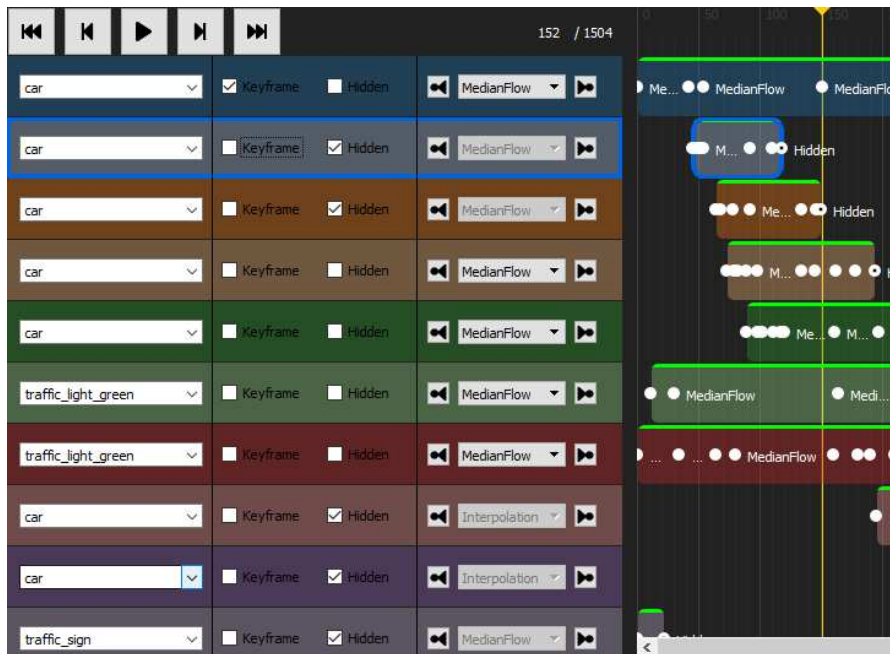 152 / 1504 0 50 100 150
car Keyframe Hidden MedianFlow Me... MedianFlow MedianFlo
car Keyframe Hidden MedianFlow M... Hidden
car Keyframe Hidden MedianFlow Me... Hidden
car Keyframe Hidden MedianFlow M...
car Keyframe Hidden MedianFlow Me... M...
traffic_light_green Keyframe Hidden MedianFlow MedianFlow Medi...
traffic_light_green Keyframe Hidden MedianFlow ... ... MedianFlow
car Keyframe Hidden Interpolation
car Keyframe Hidden Interpolation
traffic_sign Keyframe Hidden MedianFlow